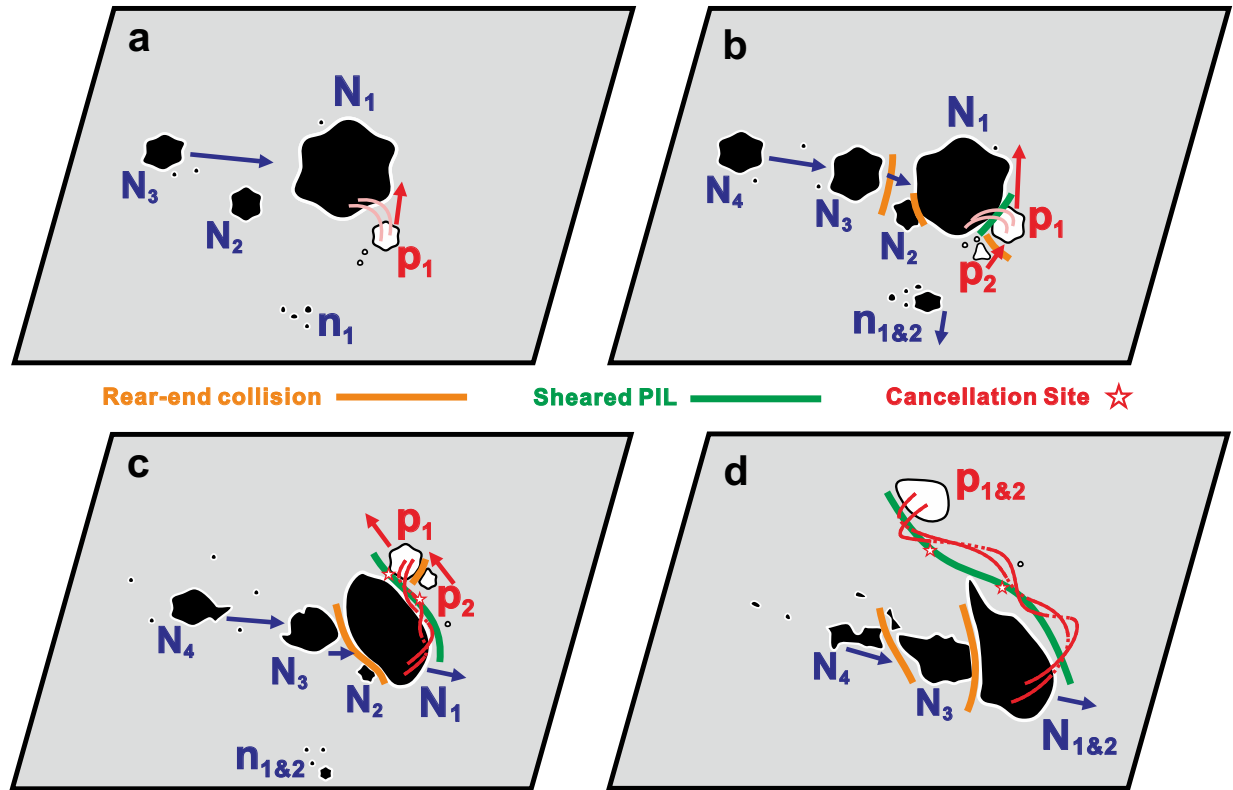 a
N1
N3
N2
p1
n1
b
N1
N4
N3
N2
p1
p2
n1&2
Rear-end collision
Sheared PIL
Cancellation Site
c
p1
p2
N4
N3
N2
N1
n1&2
d
p1&2
N4
N3
N1&2